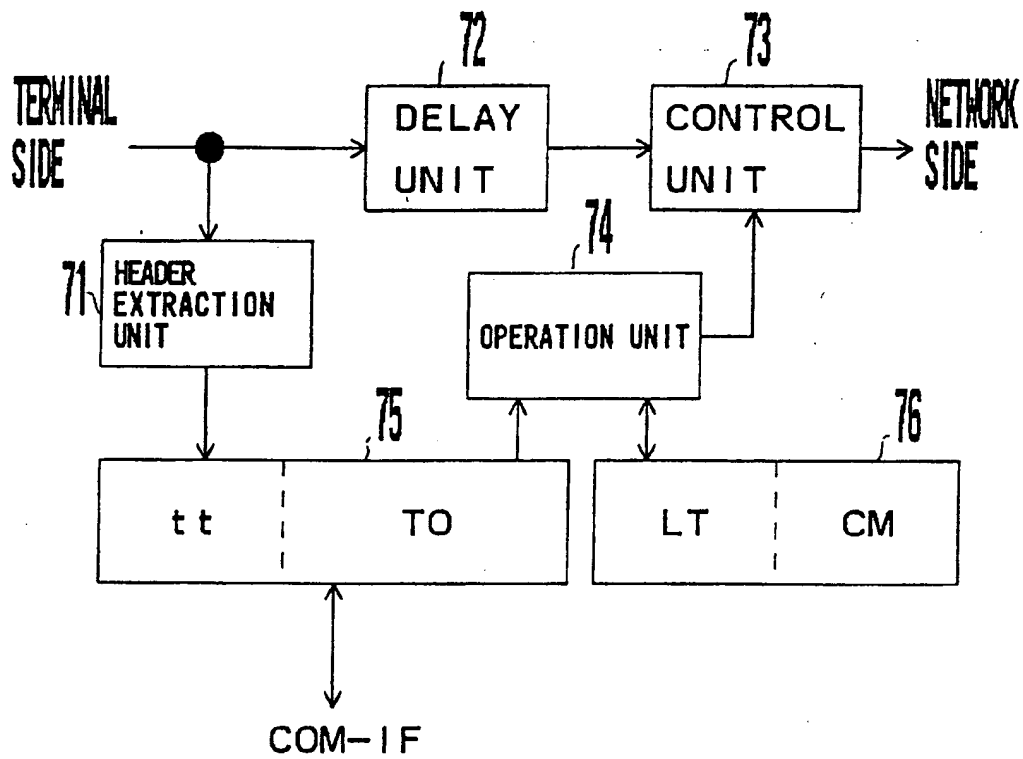 72
73
TERMINAL
SIDE
DELAY
UNIT
CONTROL
UNIT
NETWORK
SIDE
74
71
HEADER
EXTRACTION
UNIT
OPERATION UNIT
75
76
tt
TO
LT
CM
COM-IF